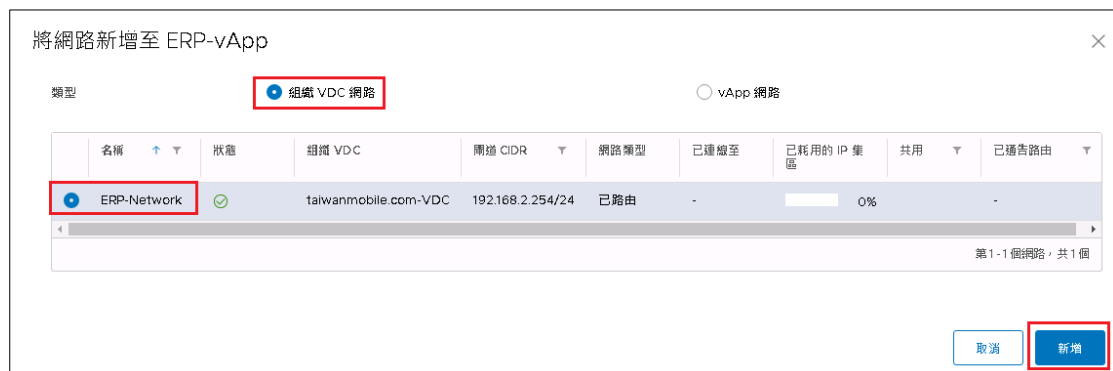 將網路新增至 ERP-vApp
類型 組織 VDC 網路 vApp 網路
名稱 狀態 組織 VDC 閘道 CIDR 網路類型 已連線至 已耗用的 IP 集區 共用 已通告路由
ERP-Network taiwanmobile.com-VDC 192.168.2.254/24 已路由 - 0% -
第1-1個網路，共1個
取消 新增